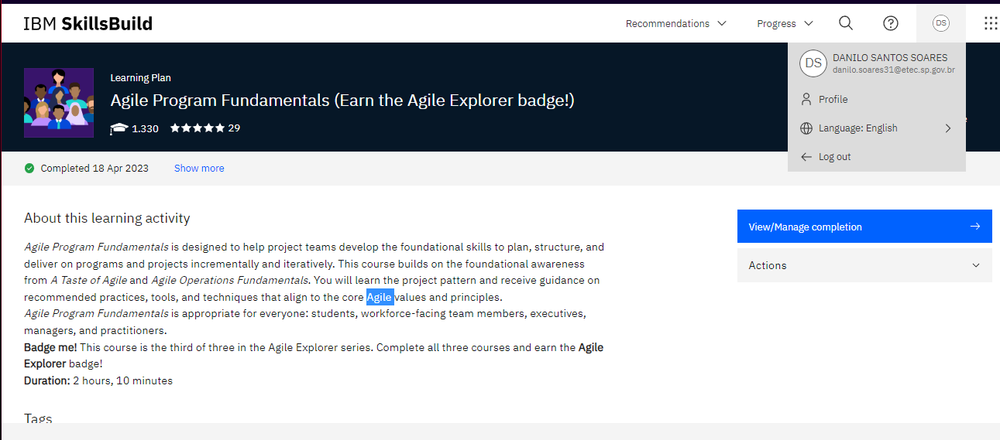 IBM SkillsBuild
Recommendations
Progress
DS
DS
DANILO SANTOS SOARES
danilo.soares31@etec.sp.gov.br
Profile
Language: English
Log out
Learning Plan
Agile Program Fundamentals (Earn the Agile Explorer badge!)
1.330
29
Completed 18 Apr 2023
Show more
About this learning activity
Agile Program Fundamentals is designed to help project teams develop the foundational skills to plan, structure, and
deliver on programs and projects incrementally and iteratively. This course builds on the foundational awareness
from A Taste of Agile and Agile Operations Fundamentals. You will learn the project pattern and receive guidance on
recommended practices, tools, and techniques that align to the core Agile values and principles.
Agile Program Fundamentals is appropriate for everyone: students, workforce-facing team members, executives,
managers, and practitioners.
Badge me! This course is the third of three in the Agile Explorer series. Complete all three courses and earn the Agile
Explorer badge!
Duration: 2 hours, 10 minutes
Tags
View/Manage completion
Actions